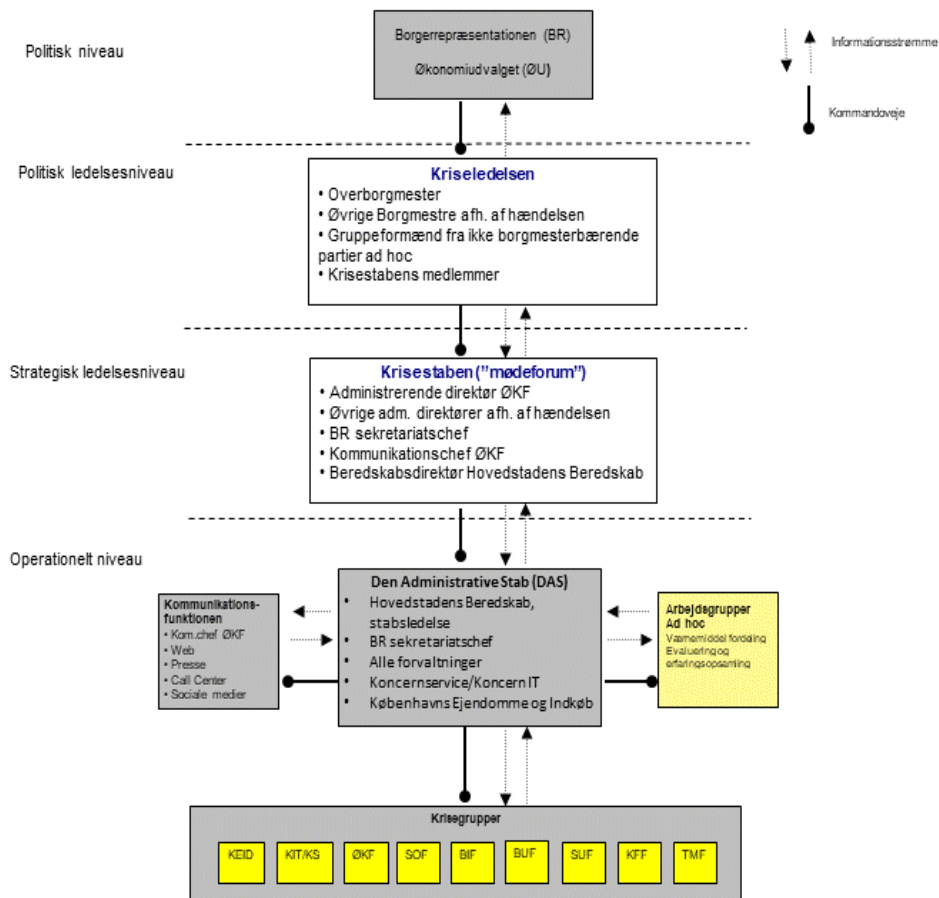 Politisk niveau
Borgerrepræsentationen (BR)
Økonomiudvalget (ØU)
Informationsstrømme
Kommandoveje
Politisk ledelsesniveau
Kriseledelsen
• Overborgmester
• Øvrige Borgmestre afh. af hændelsen
• Gruppeformænd fra ikke borgmesterbærende
partier ad hoc
• Krisestabens medlemmer
Strategisk ledelsesniveau
Krisestaben ("mødeforum")
• Administrerende direktør ØKF
• Øvrige adm. direktører afh. af hændelsen
• BR sekretariatschef
• Kommunikationschef ØKF
• Beredskabsdirektør Hovedstadens Beredskab
Operationelt niveau
Kommunikations-
funktionen
• Kom.chef ØKF
• Web
• Presse
• Call Center
• Sociale medier
Den Administrative Stab (DAS)
• Hovedstadens Beredskab,
stabsledelse
• BR sekretariatschef
• Alle forvaltninger
• Koncernservice/Koncern IT
• Københavns Ejendomme og Indkøb
Arbejdsgrupper
Ad hoc
Værnemiddel fordeling
Evaluering og
erfaringsopsamling
Krisegrupper
KEID
KIT/KS
ØKF
SOF
BIF
BUF
SUF
KFF
TMF